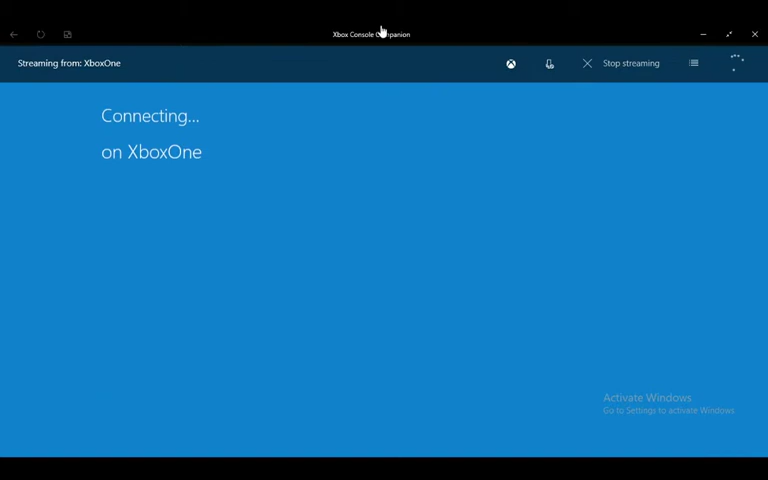 Xbox Console Companion
Streaming from: XboxOne
Stop streaming
Connecting...
on XboxOne
Activate Windows
Go to Settings to activate Windows.